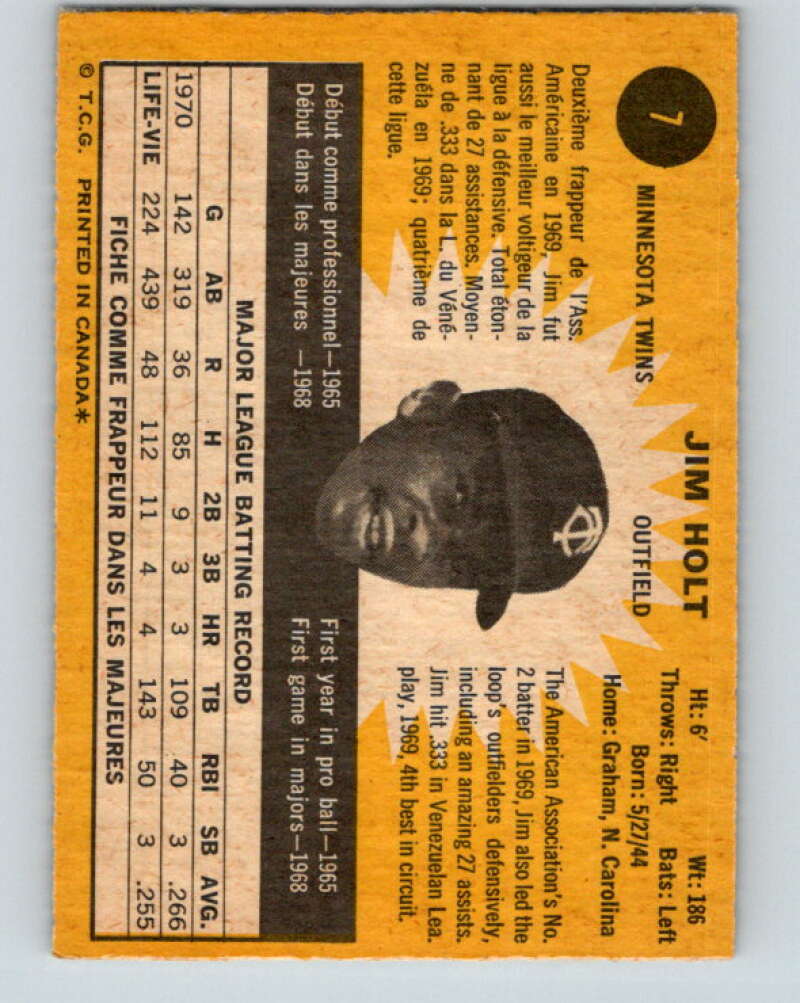 7
MINNESOTA TWINS
JIM HOLT
OUTFIELD
Ht: 6'
Wt: 186
Throws: Right
Bats: Left
Born: 5/27/44
Home: Graham, N. Carolina
Deuxième frappeur de l'Ass.
Américaine en 1969, Jim fut
aussi le meilleur voltigeur de la
ligue à la défensive. Total éton-
nant de 27 assistances. Moyen-
ne de .333 dans la L. du Véné-
zuéla en 1969; quatrième de
cette ligue.
The American Association's No.
2 batter in 1969, Jim also led the
loop's outfielders defensively,
including an amazing 27 assists.
Jim hit .333 in Venezuelan Lea.
play, 1969, 4th best in circuit.
Début comme professionnel—1965
Début dans les majeures —1968
First year in pro ball—1965
First game in majors—1968
MAJOR LEAGUE BATTING RECORD
G AB R H 2B 3B HR TB RBI SB AVG.
1970 142 319 36 85 9 3 3 109 40 3 .266
LIFE-VIE 224 439 48 112 11 4 4 143 50 3 .255
FICHE COMME FRAPPEUR DANS LES MAJEURES
© T.C.G. PRINTED IN CANADA*
TC